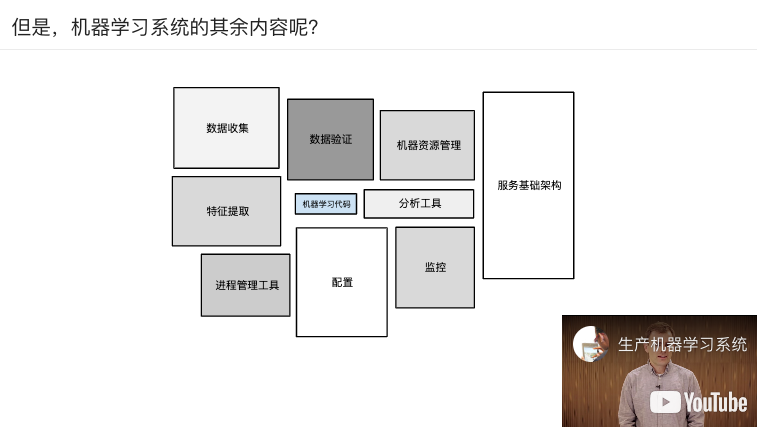 但是，机器学习系统的其余内容呢？
数据收集
数据验证
机器资源管理
服务基础架构
特征提取
机器学习代码
分析工具
进程管理工具
配置
监控
生产机器学习系统
YouTube